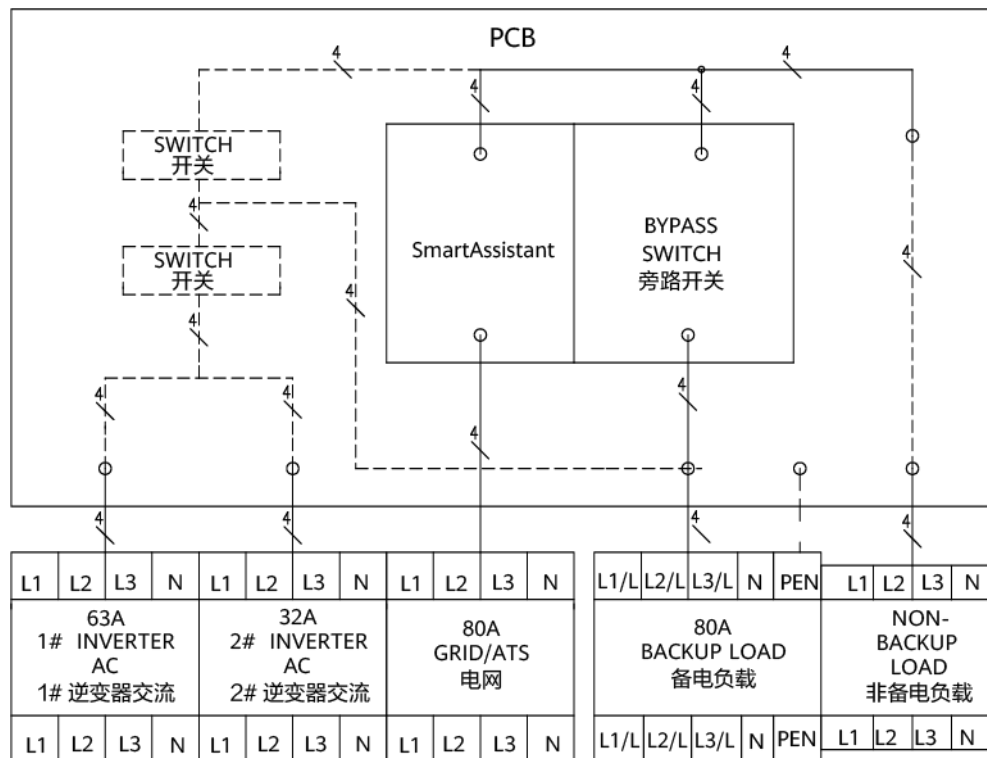 PCB
4
4
4
4
4
SWITCH
开关
4
SWITCH
开关
4
4
4
4
SmartAssistant
BYPASS
SWITCH
旁路开关
4
4
4
4
4
4
4
4
L1 L2 L3 N L1 L2 L3 N L1 L2 L3 N L1/L L2/L L3/L N PEN L1 L2 L3 N
63A
1# INVERTER
AC
1# 逆变器交流
32A
2# INVERTER
AC
2# 逆变器交流
80A
GRID/ATS
电网
80A
BACKUP LOAD
备电负载
NON-
BACKUP
LOAD
非备电负载
L1 L2 L3 N L1 L2 L3 N L1 L2 L3 N L1/L L2/L L3/L N PEN L1 L2 L3 N